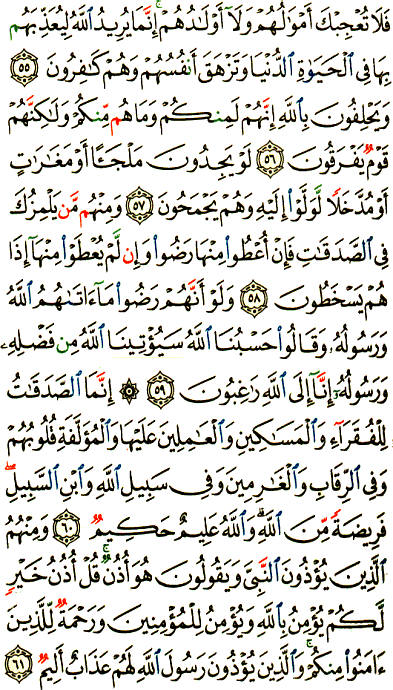 فَلَا تُعْجِبْكَ أَمْوَٰلُهُمْ وَلَآ أَوْلَٰدُهُمْ ۚ إِنَّمَا يُرِيدُ ٱللَّهُ لِيُعَذِّبَهُم
بِهَا فِى ٱلْحَيَوٰةِ ٱلدُّنْيَا وَتَزْهَقَ أَنفُسُهُمْ وَهُمْ كَٰفِرُونَ ٥٥
وَيَحْلِفُونَ بِٱللَّهِ إِنَّهُمْ لَمِنكُمْ وَمَا هُم مِّنكُمْ وَلَٰكِنَّهُمْ
قَوْمٌ يَفْرَقُونَ ٥٦ لَوْ يَجِدُونَ مَلْجَـًٔا أَوْ مَغَٰرَٰتٍ
أَوْ مُدَّخَلًا لَّوَلَّوْا۟ إِلَيْهِ وَهُمْ يَجْمَحُونَ ٥٧ وَمِنْهُم مَّن يَلْمِزُكَ
فِى ٱلصَّدَقَٰتِ فَإِنْ أُعْطُوا۟ مِنْهَا رَضُوا۟ وَإِن لَّمْ يُعْطَوْا۟ مِنْهَآ إِذَا
هُمْ يَسْخَطُونَ ٥٨ وَلَوْ أَنَّهُمْ رَضُوا۟ مَآ ءَاتَىٰهُمُ ٱللَّهُ
وَرَسُولُهُۥ وَقَالُوا۟ حَسْبُنَا ٱللَّهُ سَيُؤْتِينَا ٱللَّهُ مِن فَضْلِهِۦ
وَرَسُولُهُۥٓ إِنَّآ إِلَى ٱللَّهِ رَٰغِبُونَ ٥٩ ۞ إِنَّمَا ٱلصَّدَقَٰتُ
لِلْفُقَرَآءِ وَٱلْمَسَٰكِينِ وَٱلْعَٰمِلِينَ عَلَيْهَا وَٱلْمُؤَلَّفَةِ قُلُوبُهُمْ
وَفِى ٱلرِّقَابِ وَٱلْغَٰرِمِينَ وَفِى سَبِيلِ ٱللَّهِ وَٱبْنِ ٱلسَّبِيلِ ۖ
فَرِيضَةً مِّنَ ٱللَّهِ ۗ وَٱللَّهُ عَلِيمٌ حَكِيمٌ ٦٠ وَمِنْهُمُ
ٱلَّذِينَ يُؤْذُونَ ٱلنَّبِىَّ وَيَقُولُونَ هُوَ أُذُنٌ ۚ قُلْ أُذُنُ خَيْرٍ
لَّكُمْ يُؤْمِنُ بِٱللَّهِ وَيُؤْمِنُ لِلْمُؤْمِنِينَ وَرَحْمَةٌ لِّلَّذِينَ
ءَامَنُوا۟ مِنكُمْ ۚ وَٱلَّذِينَ يُؤْذُونَ رَسُولَ ٱللَّهِ لَهُمْ عَذَابٌ أَلِيمٌ ٦١